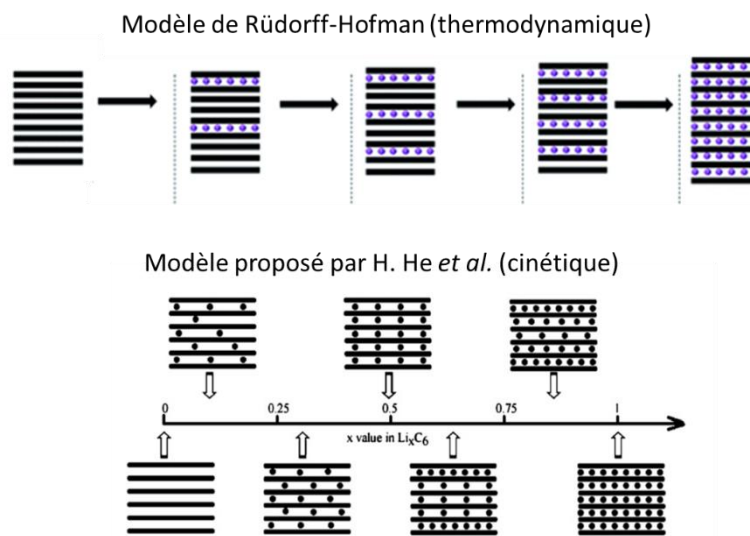 Modèle de Rüdorff-Hofman (thermodynamique)
Modèle proposé par H. He et al. (cinétique)
0 0.25 0.5 0.75 1
x value in LixC6